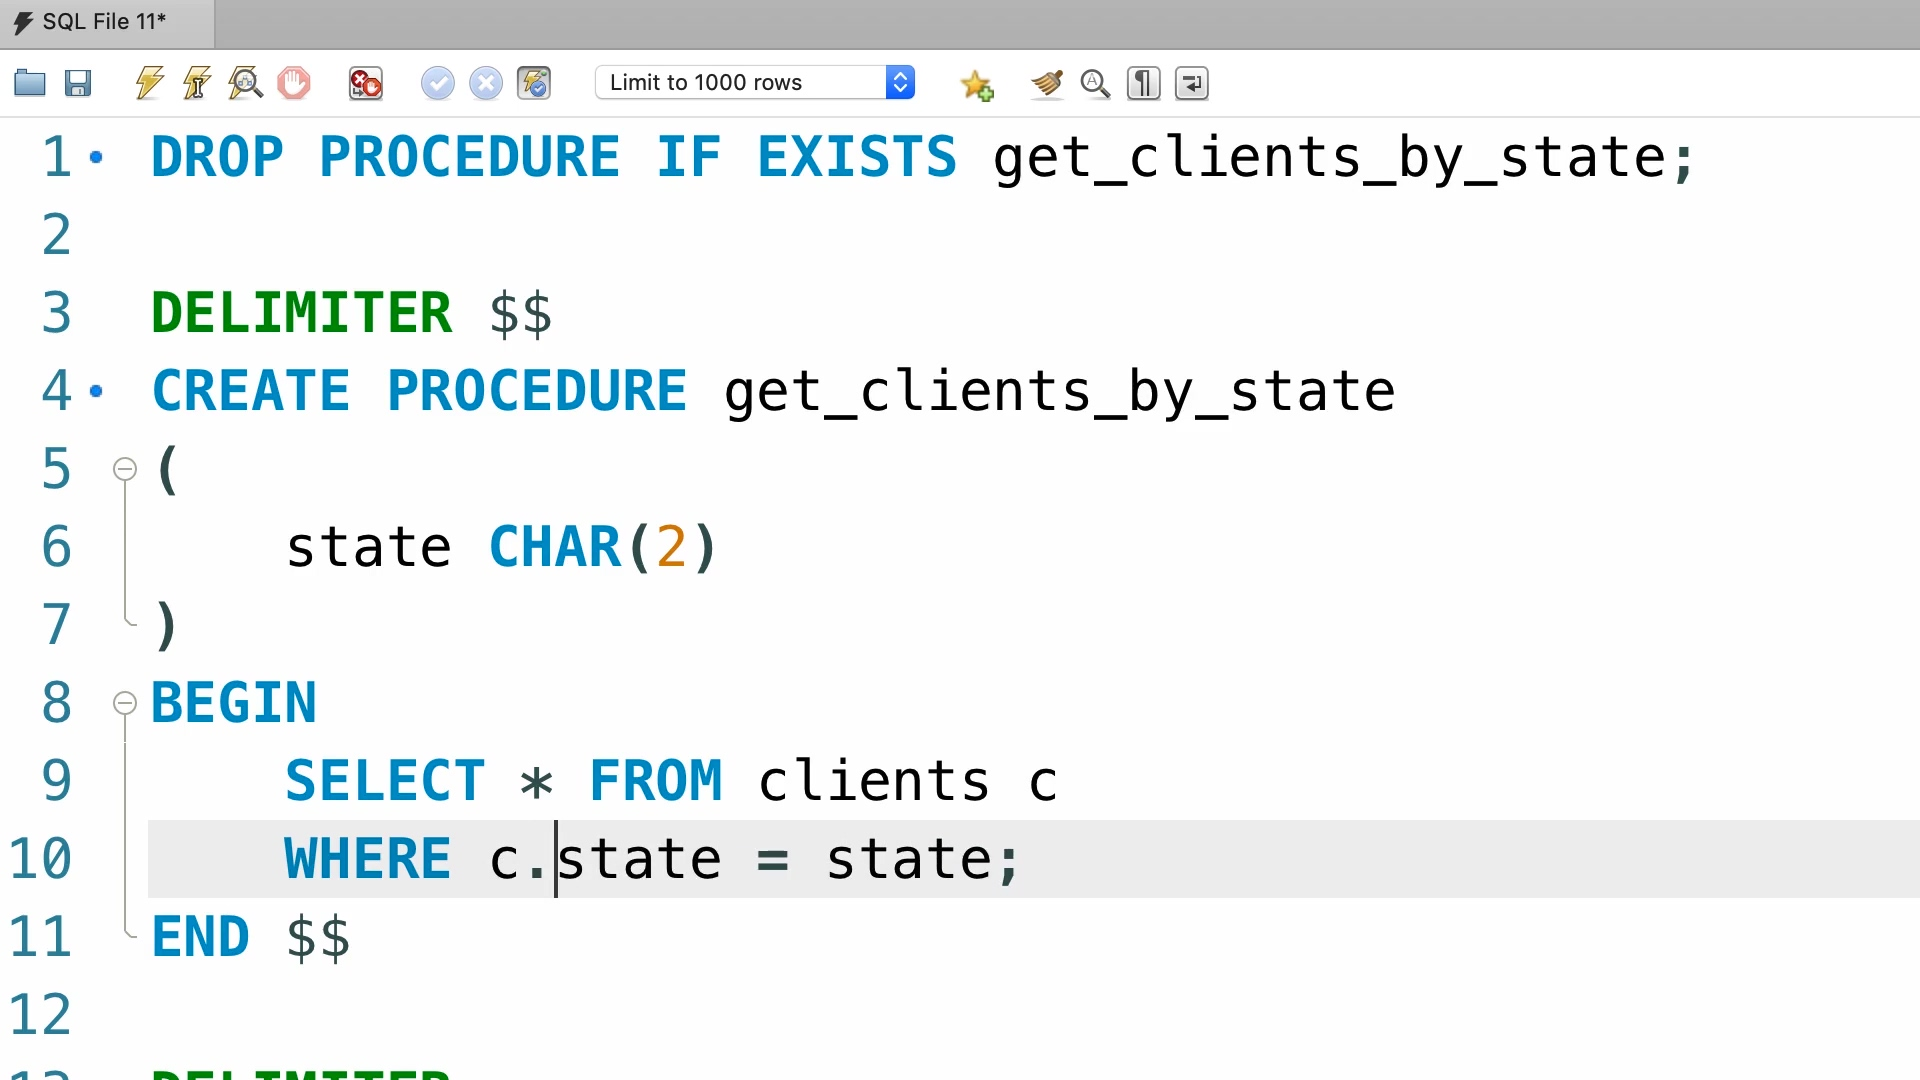 SQL File 11*
Limit to 1000 rows
1 DROP PROCEDURE IF EXISTS get_clients_by_state;
2
3 DELIMITER $$
4 CREATE PROCEDURE get_clients_by_state
5 (
6 state CHAR(2)
7 )
8 BEGIN
9 SELECT * FROM clients c
10 WHERE c.state = state;
11 END $$
12
13 DELIMITER